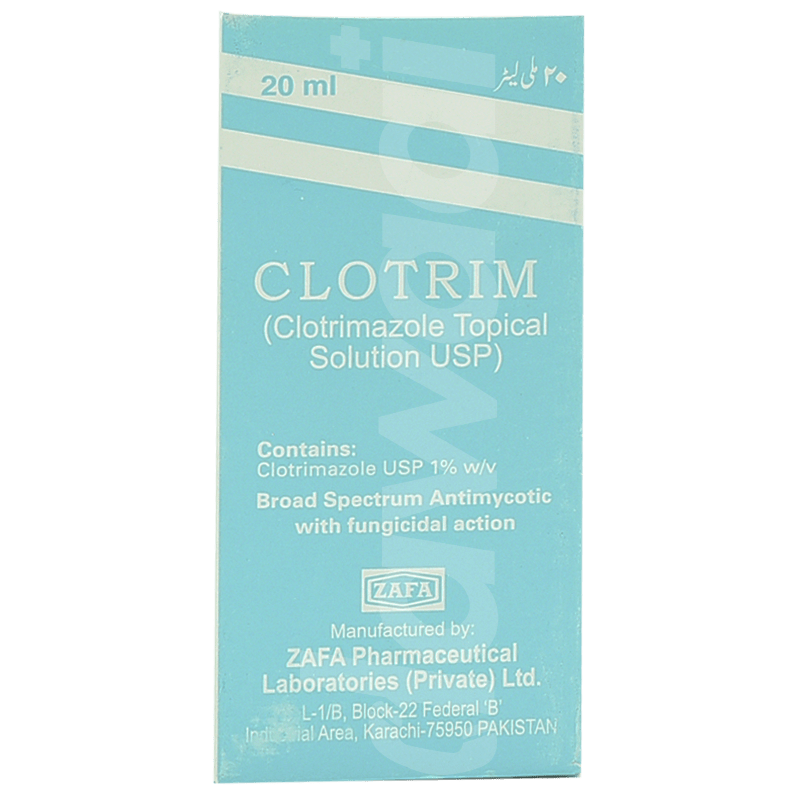 20 ml
۲۰ ملی لیٹر
CLOTRIM
(Clotrimazole Topical
Solution USP)
Contains:
Clotrimazole USP 1% w/v
Broad Spectrum Antimycotic
with fungicidal action
ZAFA
Manufactured by:
ZAFA Pharmaceutical
Laboratories (Private) Ltd.
L-1/B, Block-22 Federal 'B'
Industrial Area, Karachi-75950 PAKISTAN
dawaai